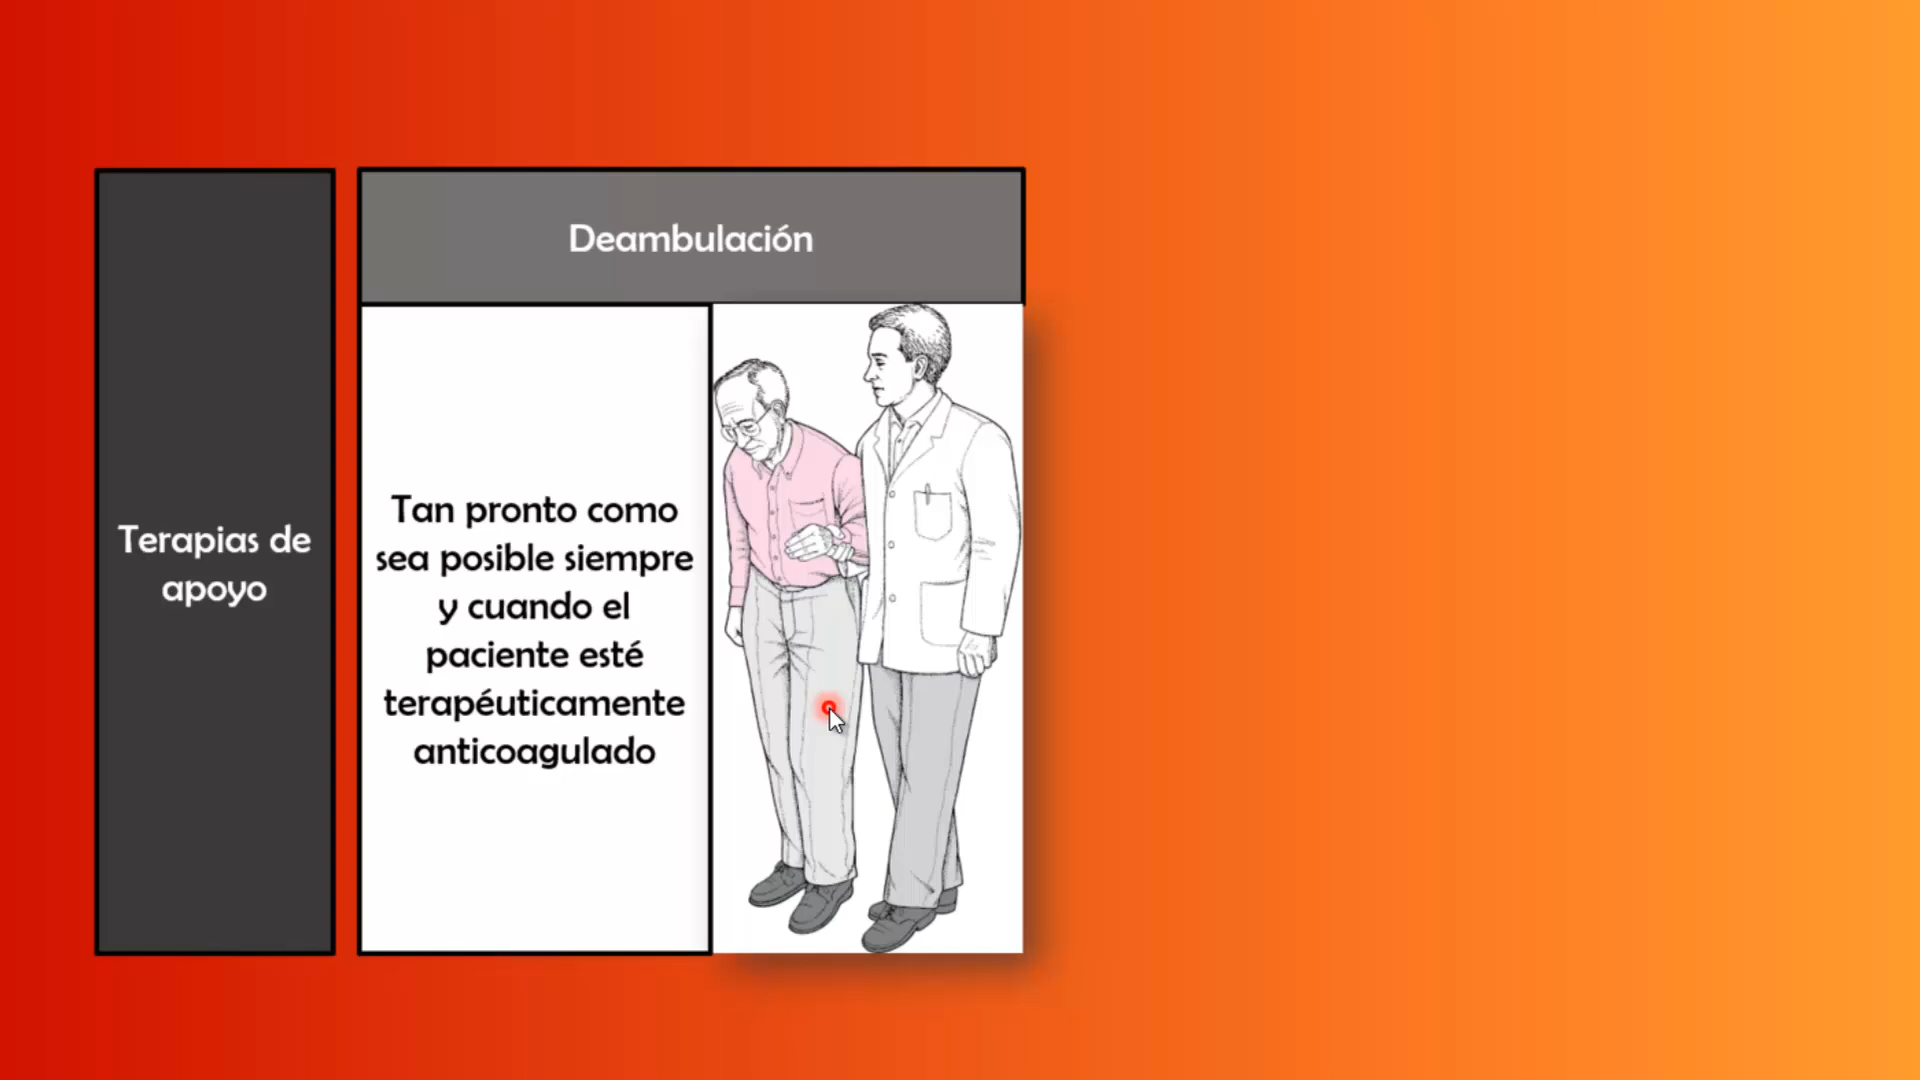 Terapias de
apoyo
Deambulación
Tan pronto como
sea posible siempre
y cuando el
paciente esté
terapéuticamente
anticoagulado